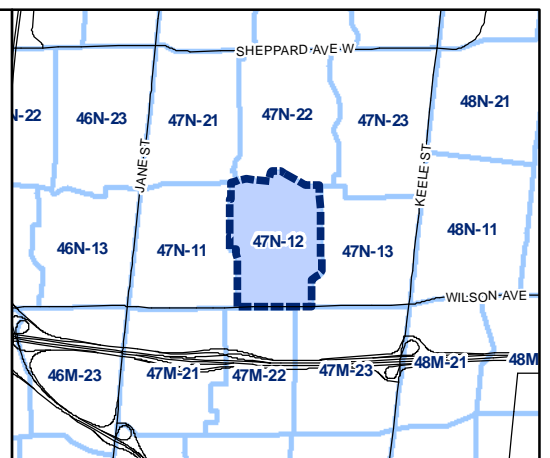 SHEPPARD AVE W
N-22
46N-23
47N-21
47N-22
47N-23
48N-21
JANE ST
KEELE ST
46N-13
47N-11
47N-12
47N-13
48N-11
WILSON AVE
46M-23
47M-21
47M-22
47M-23
48M-21
48M